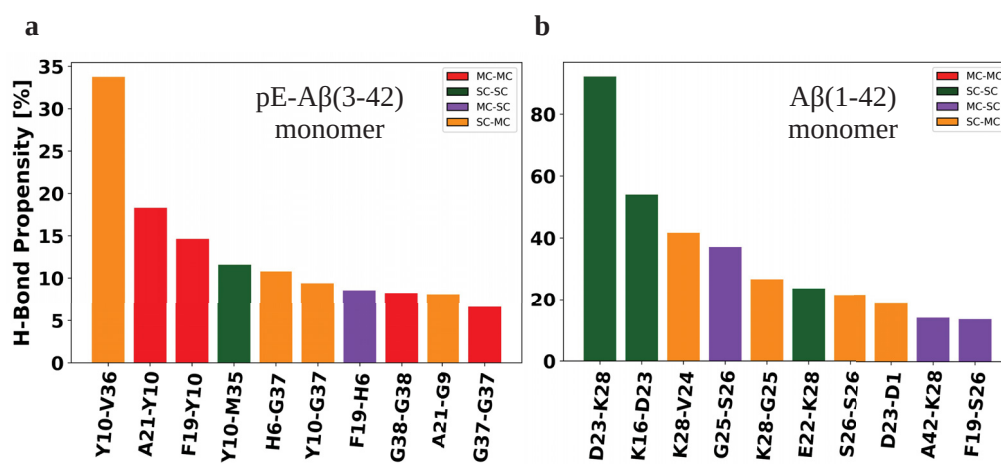 a
H-Bond Propensity [%]
35
30
25
20
15
10
5
0
pE-Aβ(3-42)
monomer
MC-MC
SC-SC
MC-SC
SC-MC
Y10-V36
A21-Y10
F19-Y10
Y10-M35
H6-G37
Y10-G37
F19-H6
G38-G38
A21-G9
G37-G37
b
80
60
40
20
0
Aβ(1-42)
monomer
MC-MC
SC-SC
MC-SC
SC-MC
D23-K28
K16-D23
K28-V24
G25-S26
K28-G25
E22-K28
S26-S26
D23-D1
A42-K28
F19-S26